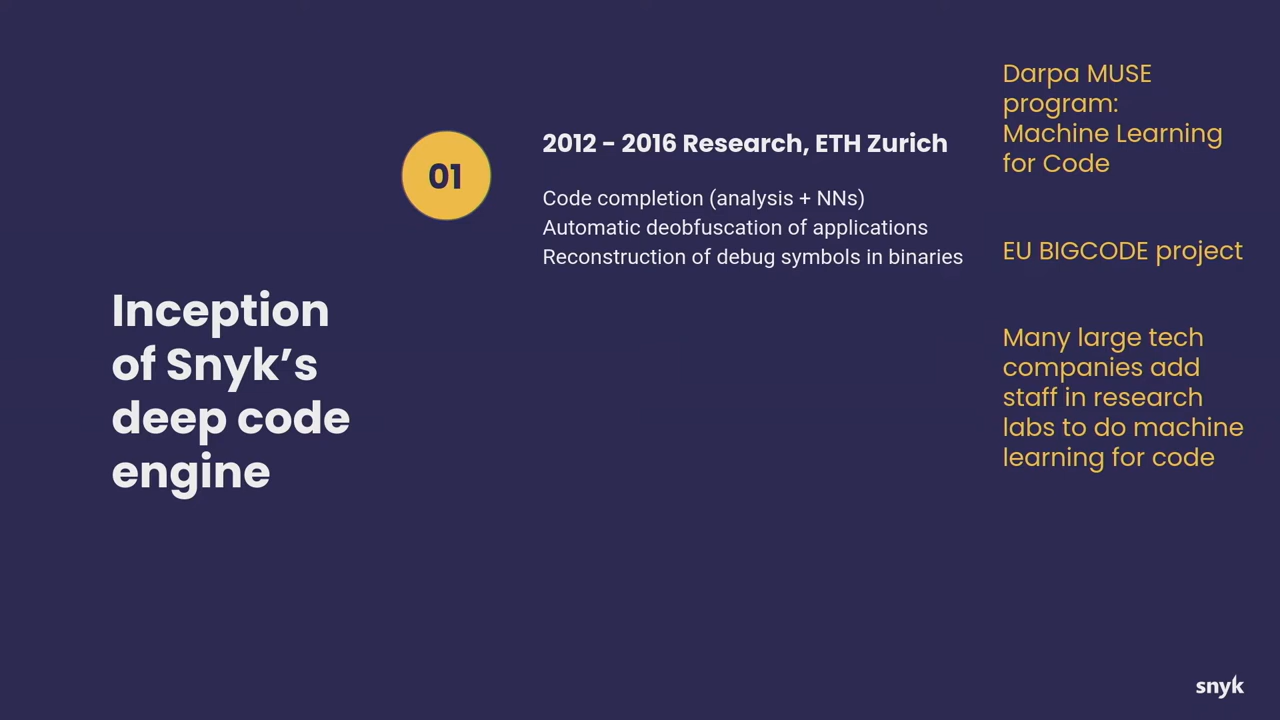 Inception
of Snyk’s
deep code
engine
01
2012 - 2016 Research, ETH Zurich
Code completion (analysis + NNs)
Automatic deobfuscation of applications
Reconstruction of debug symbols in binaries
Darpa MUSE
program:
Machine Learning
for Code
EU BIGCODE project
Many large tech
companies add
staff in research
labs to do machine
learning for code
snyk